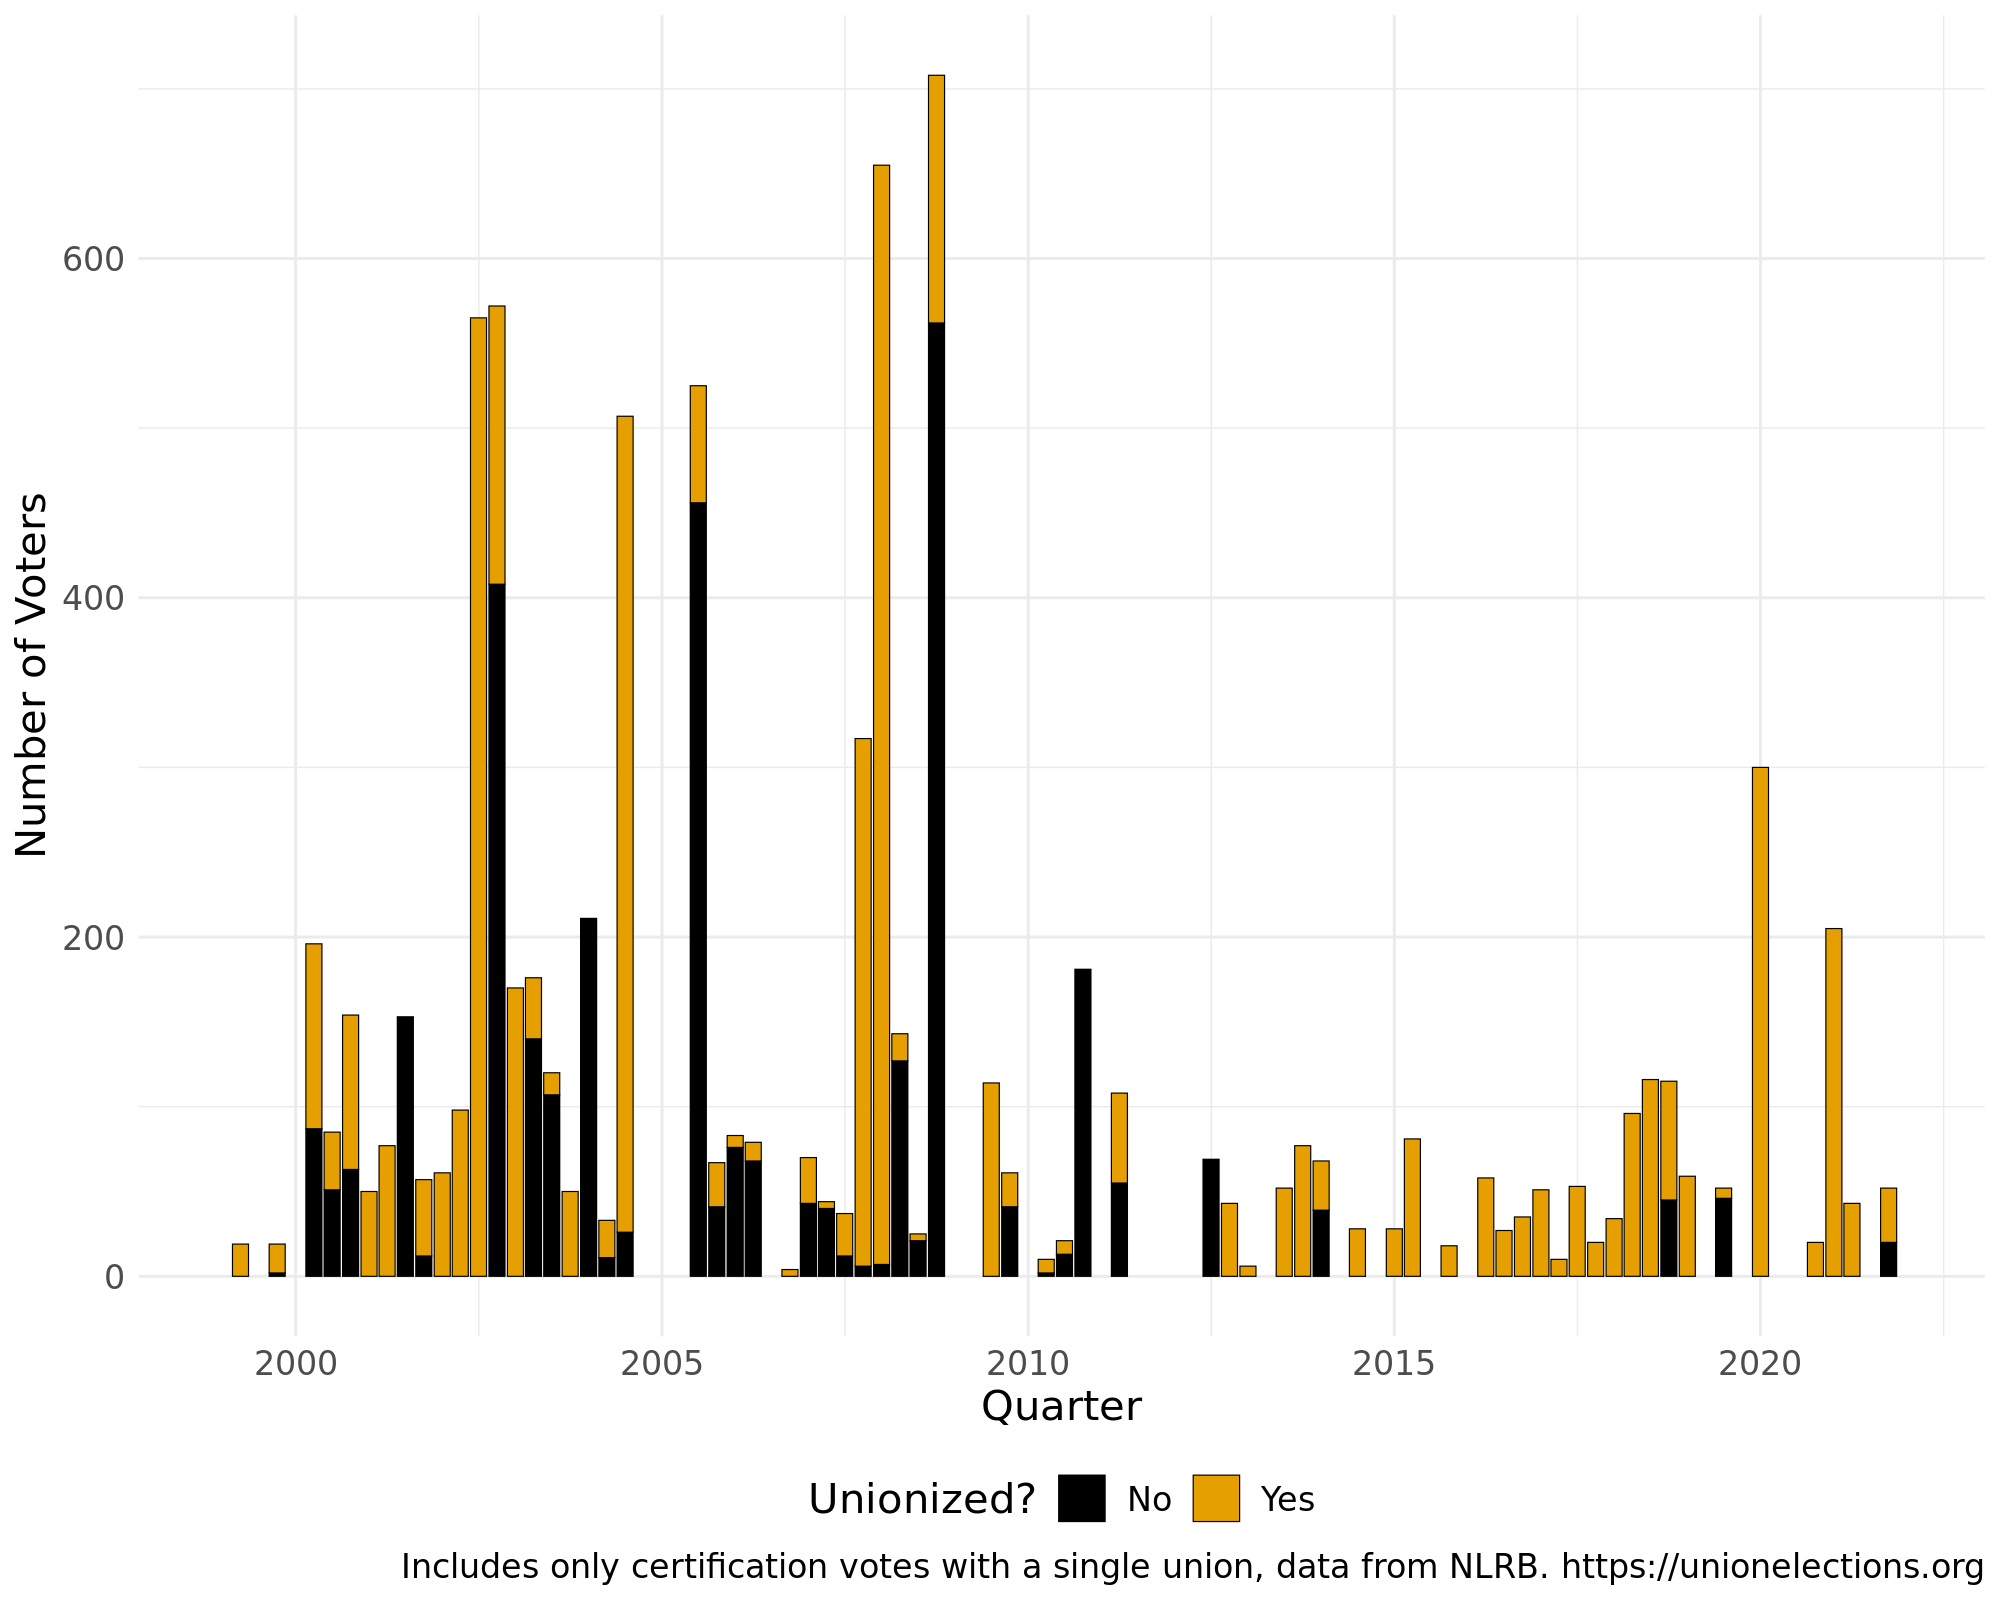 Number of Voters
600
400
200
0
2000 2005 2010 2015 2020
Quarter
Unionized? No Yes
Includes only certification votes with a single union, data from NLRB. https://unionelections.org